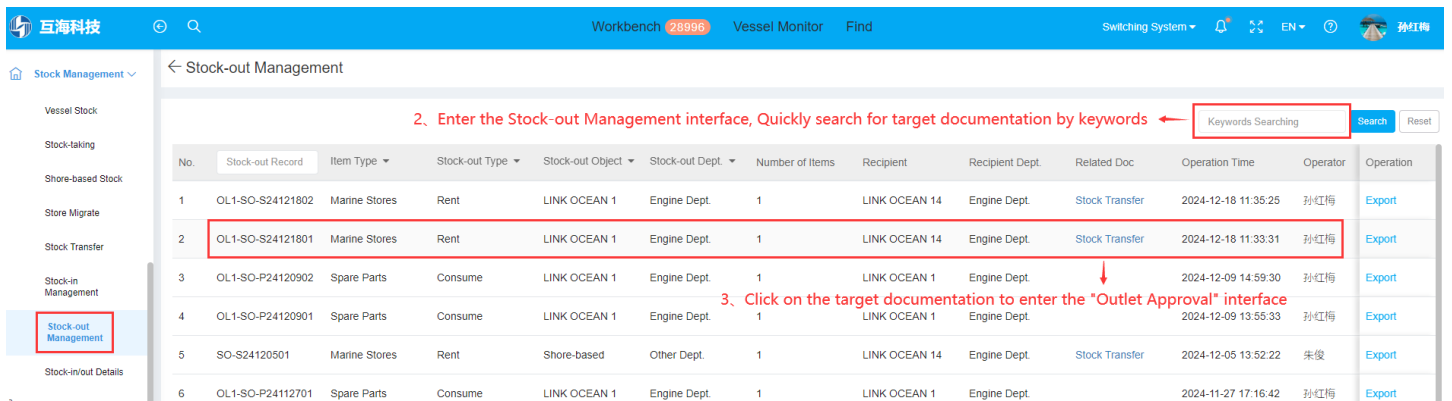 互海科技 Workbench 28996 Vessel Monitor Find Switching System EN 孙红梅
Stock Management
Stock-out Management
Vessel Stock
2、Enter the Stock-out Management interface, Quickly search for target documentation by keywords Keywords Searching Search Reset
Stock-taking
No. Stock-out Record Item Type Stock-out Type Stock-out Object Stock-out Dept. Number of Items Recipient Recipient Dept. Related Doc Operation Time Operator Operation
Shore-based Stock
1 OL1-SO-S24121802 Marine Stores Rent LINK OCEAN 1 Engine Dept. 1 LINK OCEAN 14 Engine Dept. Stock Transfer 2024-12-18 11:35:25 孙红梅 Export
Store Migrate
2 OL1-SO-S24121801 Marine Stores Rent LINK OCEAN 1 Engine Dept. 1 LINK OCEAN 14 Engine Dept. Stock Transfer 2024-12-18 11:33:31 孙红梅 Export
Stock Transfer
3 OL1-SO-P24120902 Spare Parts Consume LINK OCEAN 1 Engine Dept. 1 LINK OCEAN 1 Engine Dept. 2024-12-09 14:59:30 孙红梅 Export
Stock-in
Management
3、Click on the target documentation to enter the "Outlet Approval" interface
4 OL1-SO-P24120901 Spare Parts Consume LINK OCEAN 1 Engine Dept. 1 LINK OCEAN 1 Engine Dept. 2024-12-09 13:55:33 孙红梅 Export
Stock-out
Management
5 SO-S24120501 Marine Stores Rent Shore-based Other Dept. 1 LINK OCEAN 14 Engine Dept. Stock Transfer 2024-12-05 13:52:22 朱俊 Export
Stock-in/out Details
6 OL1-SO-P24112701 Spare Parts Consume LINK OCEAN 1 Engine Dept. 1 LINK OCEAN 1 Engine Dept. 2024-11-27 17:16:42 孙红梅 Export